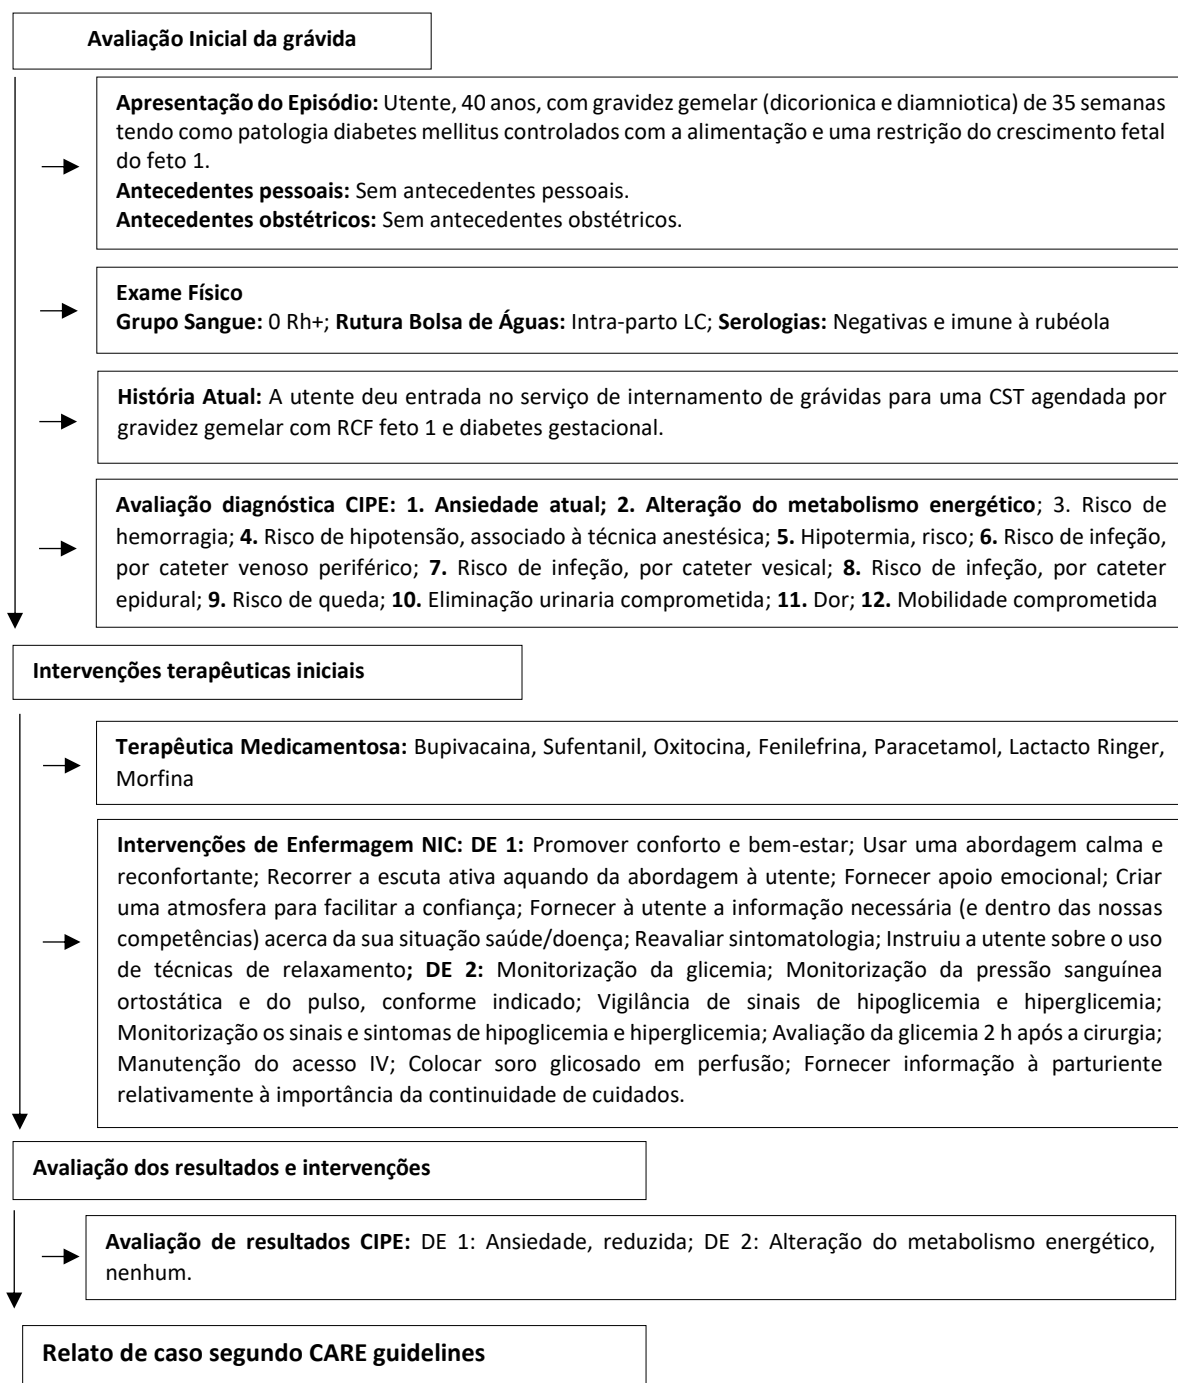 Avaliação Inicial da grávida
Apresentação do Episódio: Utente, 40 anos, com gravidez gemelar (dicorionica e diamniotica) de 35 semanas
tendo como patologia diabetes mellitus controlados com a alimentação e uma restrição do crescimento fetal
do feto 1.
Antecedentes pessoais: Sem antecedentes pessoais.
Antecedentes obstétricos: Sem antecedentes obstétricos.
Exame Físico
Grupo Sangue: 0 Rh+; Rutura Bolsa de Águas: Intra-parto LC; Serologias: Negativas e imune à rubéola
História Atual: A utente deu entrada no serviço de internamento de grávidas para uma CST agendada por
gravidez gemelar com RCF feto 1 e diabetes gestacional.
Avaliação diagnóstica CIPE: 1. Ansiedade atual; 2. Alteração do metabolismo energético; 3. Risco de
hemorragia; 4. Risco de hipotensão, associado à técnica anestésica; 5. Hipotermia, risco; 6. Risco de infeção,
por cateter venoso periférico; 7. Risco de infeção, por cateter vesical; 8. Risco de infeção, por cateter
epidural; 9. Risco de queda; 10. Eliminação urinaria comprometida; 11. Dor; 12. Mobilidade comprometida
Intervenções terapêuticas iniciais
Terapêutica Medicamentosa: Bupivacaina, Sufentanil, Oxitocina, Fenilefrina, Paracetamol, Lactacto Ringer,
Morfina
Intervenções de Enfermagem NIC: DE 1: Promover conforto e bem-estar; Usar uma abordagem calma e
reconfortante; Recorrer a escuta ativa aquando da abordagem à utente; Fornecer apoio emocional; Criar
uma atmosfera para facilitar a confiança; Fornecer à utente a informação necessária (e dentro das nossas
competências) acerca da sua situação saúde/doença; Reavaliar sintomatologia; Instruiu a utente sobre o uso
de técnicas de relaxamento; DE 2: Monitorização da glicemia; Monitorização da pressão sanguínea
ortostática e do pulso, conforme indicado; Vigilância de sinais de hipoglicemia e hiperglicemia;
Monitorização os sinais e sintomas de hipoglicemia e hiperglicemia; Avaliação da glicemia 2 h após a cirurgia;
Manutenção do acesso IV; Colocar soro glicosado em perfusão; Fornecer informação à parturiente
relativamente à importância da continuidade de cuidados.
Avaliação dos resultados e intervenções
Avaliação de resultados CIPE: DE 1: Ansiedade, reduzida; DE 2: Alteração do metabolismo energético,
nenhum.
Relato de caso segundo CARE guidelines